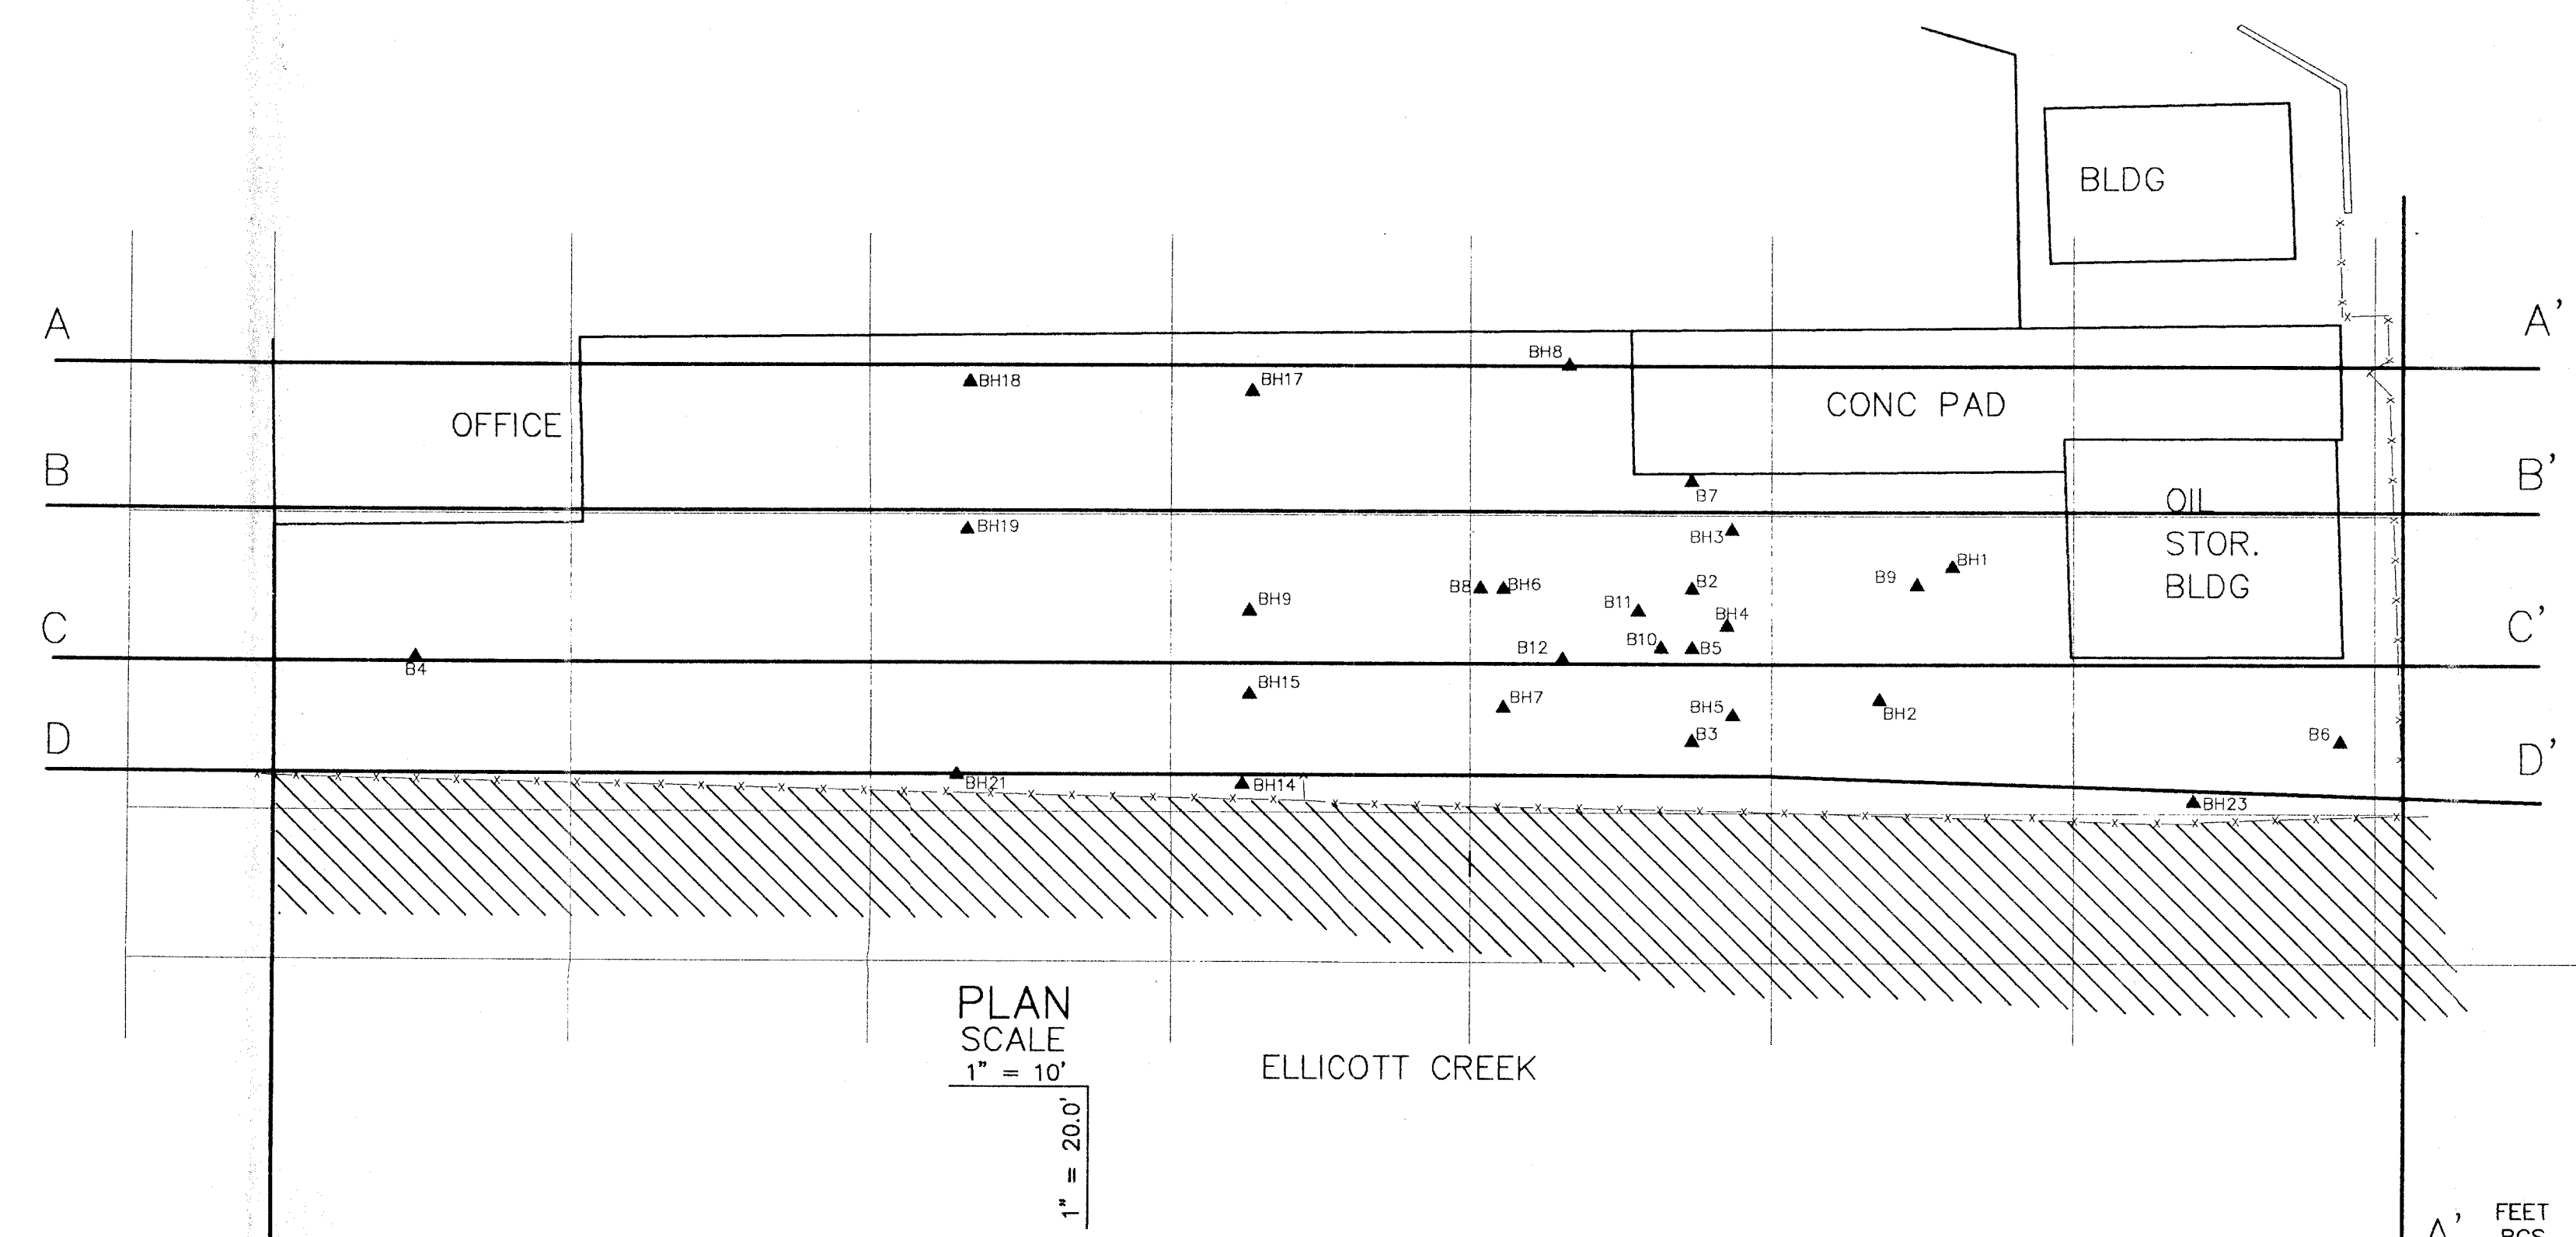 BLDG
A
A'
BH8
BH18
BH17
CONC PAD
OFFICE
B
B'
B7
OIL
STOR.
BLDG
BH19
BH3
BH1
B9
B8
BH6
B2
BH9
B11
BH4
C
C'
B10
B5
B12
B4
BH15
BH7
BH5
BH2
B3
B6
D
D'
BH21
BH14
BH23
PLAN
SCALE
1" = 10'
1" = 20.0'
ELLICOTT CREEK
A'
FEET
BGS